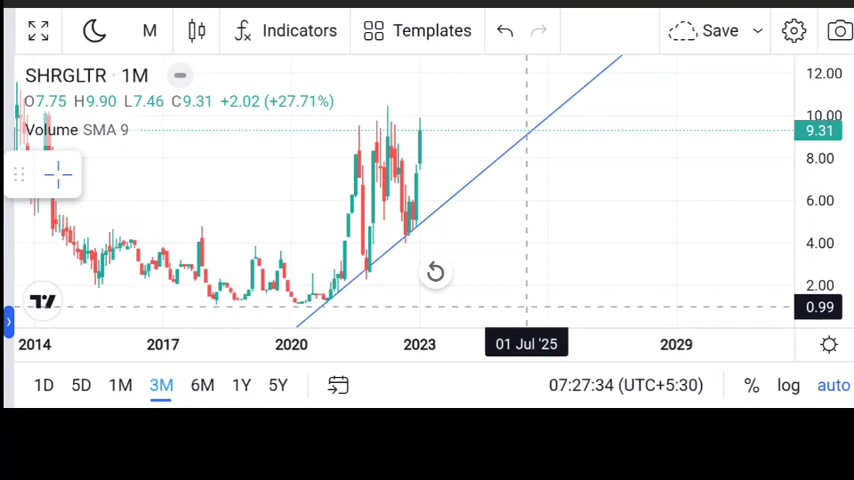 M Indicators Templates Save
SHRGLTR · 1M
O7.75 H9.90 L7.46 C9.31 +2.02 (+27.71%)
Volume SMA 9
12.00
10.00
9.31
8.00
6.00
4.00
2.00
0.99
2014 2017 2020 2023 01 Jul '25 2029
1D 5D 1M 3M 6M 1Y 5Y 07:27:34 (UTC+5:30) % log auto